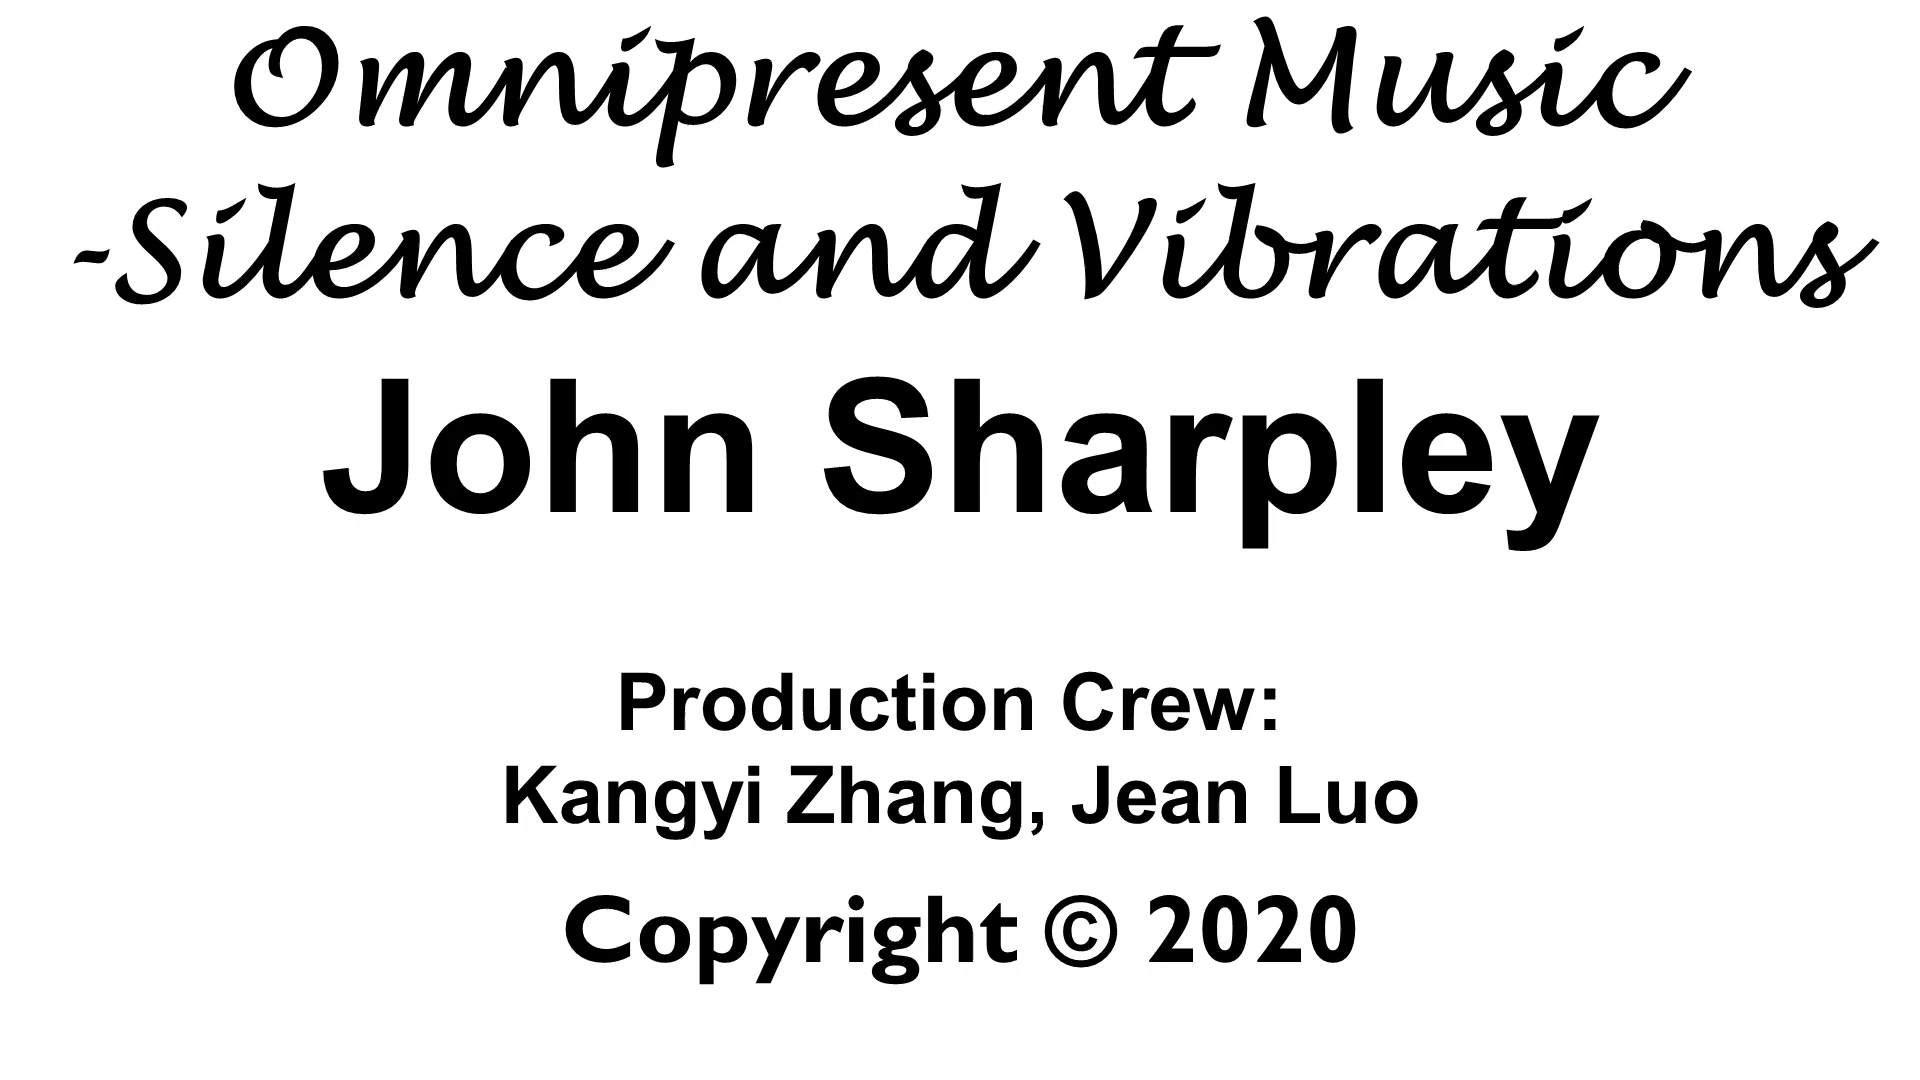 Omnipresent Music
-Silence and Vibrations
John Sharpley
Production Crew:
Kangyi Zhang, Jean Luo
Copyright © 2020